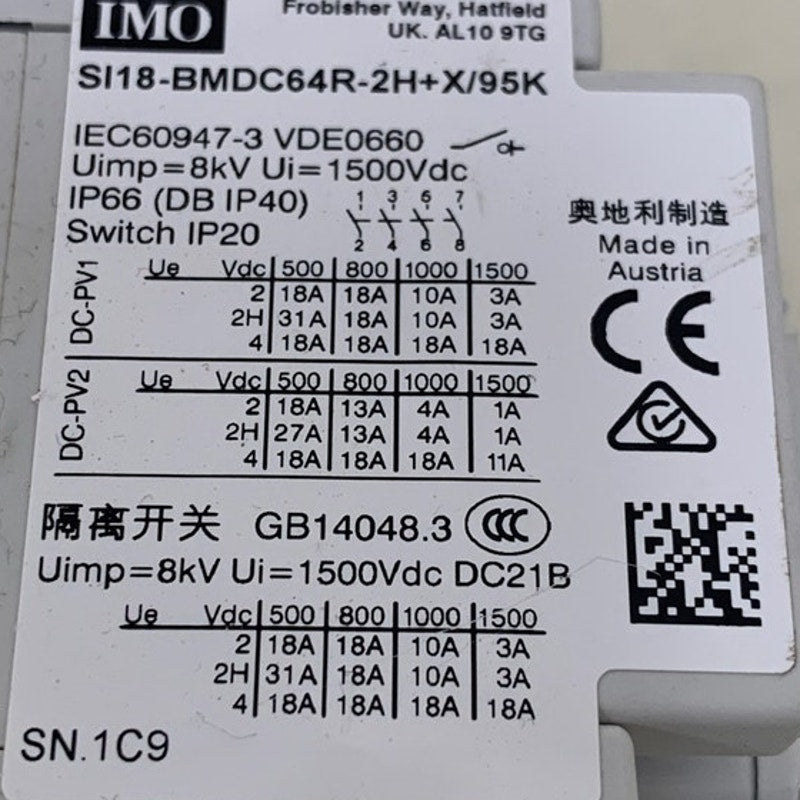 IMO
Frobisher Way, Hatfield
UK. AL10 9TG
SI18-BMDC64R-2H+X/95K
IEC60947-3 VDE0660
Uimp=8kV Ui=1500Vdc
IP66 (DB IP40)
1 3 6 7
Switch IP20
2 4 6 8
奥地利制造
Made in
Austria
CE
DC-PV1
Ue Vdc 500 800 1000 1500
2 18A 18A 10A 3A
2H 31A 18A 10A 3A
4 18A 18A 18A 18A
DC-PV2
Ue Vdc 500 800 1000 1500
2 18A 13A 4A 1A
2H 27A 13A 4A 1A
4 18A 18A 18A 11A
隔离开关 GB14048.3 CCC
Uimp=8kV Ui=1500Vdc DC21B
Ue Vdc 500 800 1000 1500
2 18A 18A 10A 3A
2H 31A 18A 10A 3A
4 18A 18A 18A 18A
SN.1C9